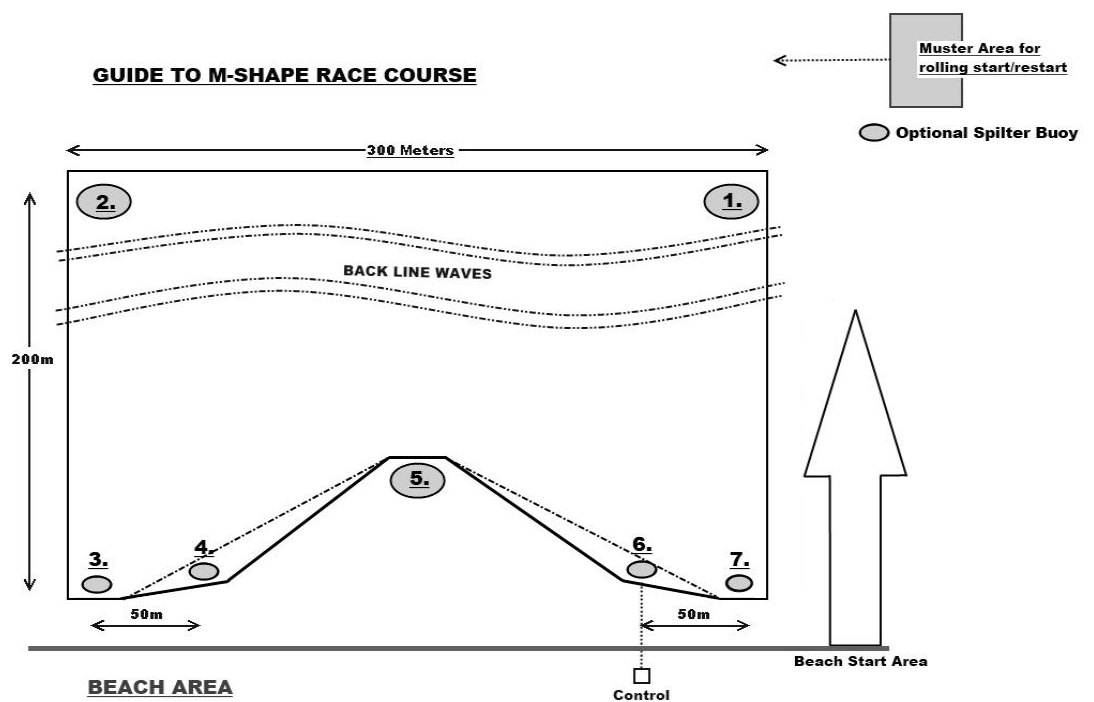 Muster Area for
rolling start/restart
GUIDE TO M-SHAPE RACE COURSE
Optional Spilter Buoy
300 Meters
2.
1.
BACK LINE WAVES
200m
5.
4.
6.
3.
7.
50m
50m
Beach Start Area
BEACH AREA
Control